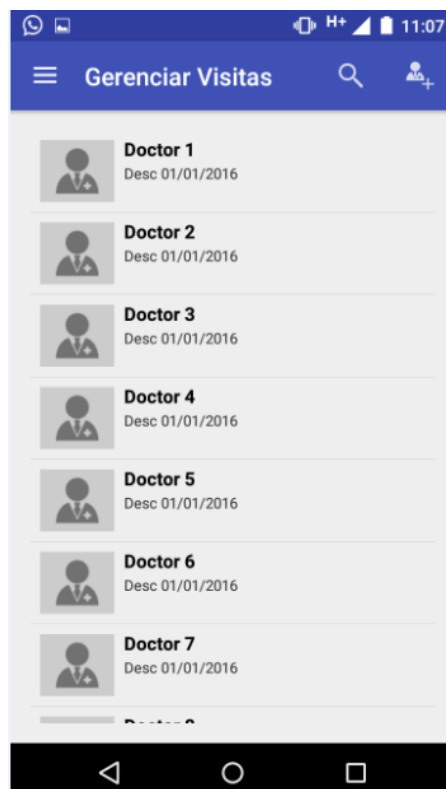 H+ 11:07
Gerenciar Visitas
Doctor 1
Desc 01/01/2016
Doctor 2
Desc 01/01/2016
Doctor 3
Desc 01/01/2016
Doctor 4
Desc 01/01/2016
Doctor 5
Desc 01/01/2016
Doctor 6
Desc 01/01/2016
Doctor 7
Desc 01/01/2016